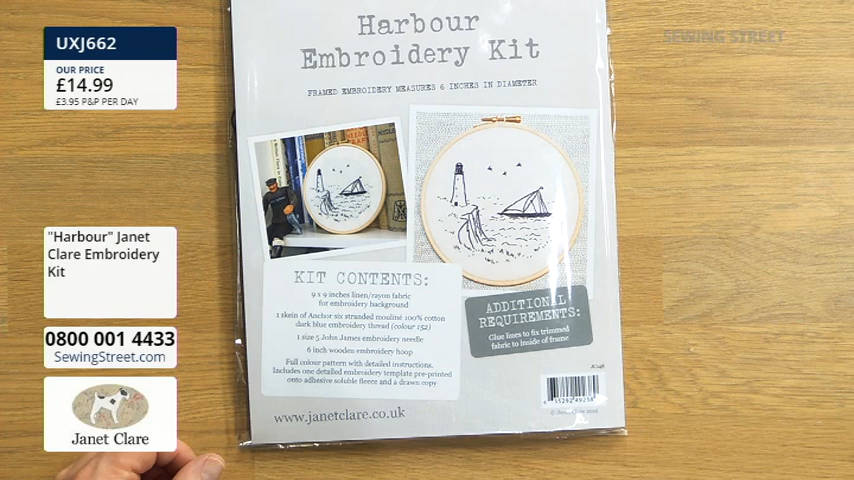 UXJ662
OUR PRICE
£14.99
£3.95 P&P PER DAY
"Harbour" Janet
Clare Embroidery
Kit
0800 001 4433
SewingStreet.com
Janet Clare
SEWING STREET
Harbour
Embroidery Kit
FRAMED EMBROIDERY MEASURES 6 INCHES IN DIAMETER
KIT CONTENTS:
9 x 9 inches linen/rayon fabric
for embroidery background
1 skein of Anchor six stranded mouliné 100% cotton
dark blue embroidery thread (colour 152)
1 size 5 John James embroidery needle
6 inch wooden embroidery hoop
Full colour pattern with detailed instructions.
Includes one detailed embroidery template pre-printed
onto adhesive soluble fleece and a drawn copy
ADDITIONAL
REQUIREMENTS:
Glue lines to fix trimmed
fabric to inside of frame
www.janetclare.co.uk